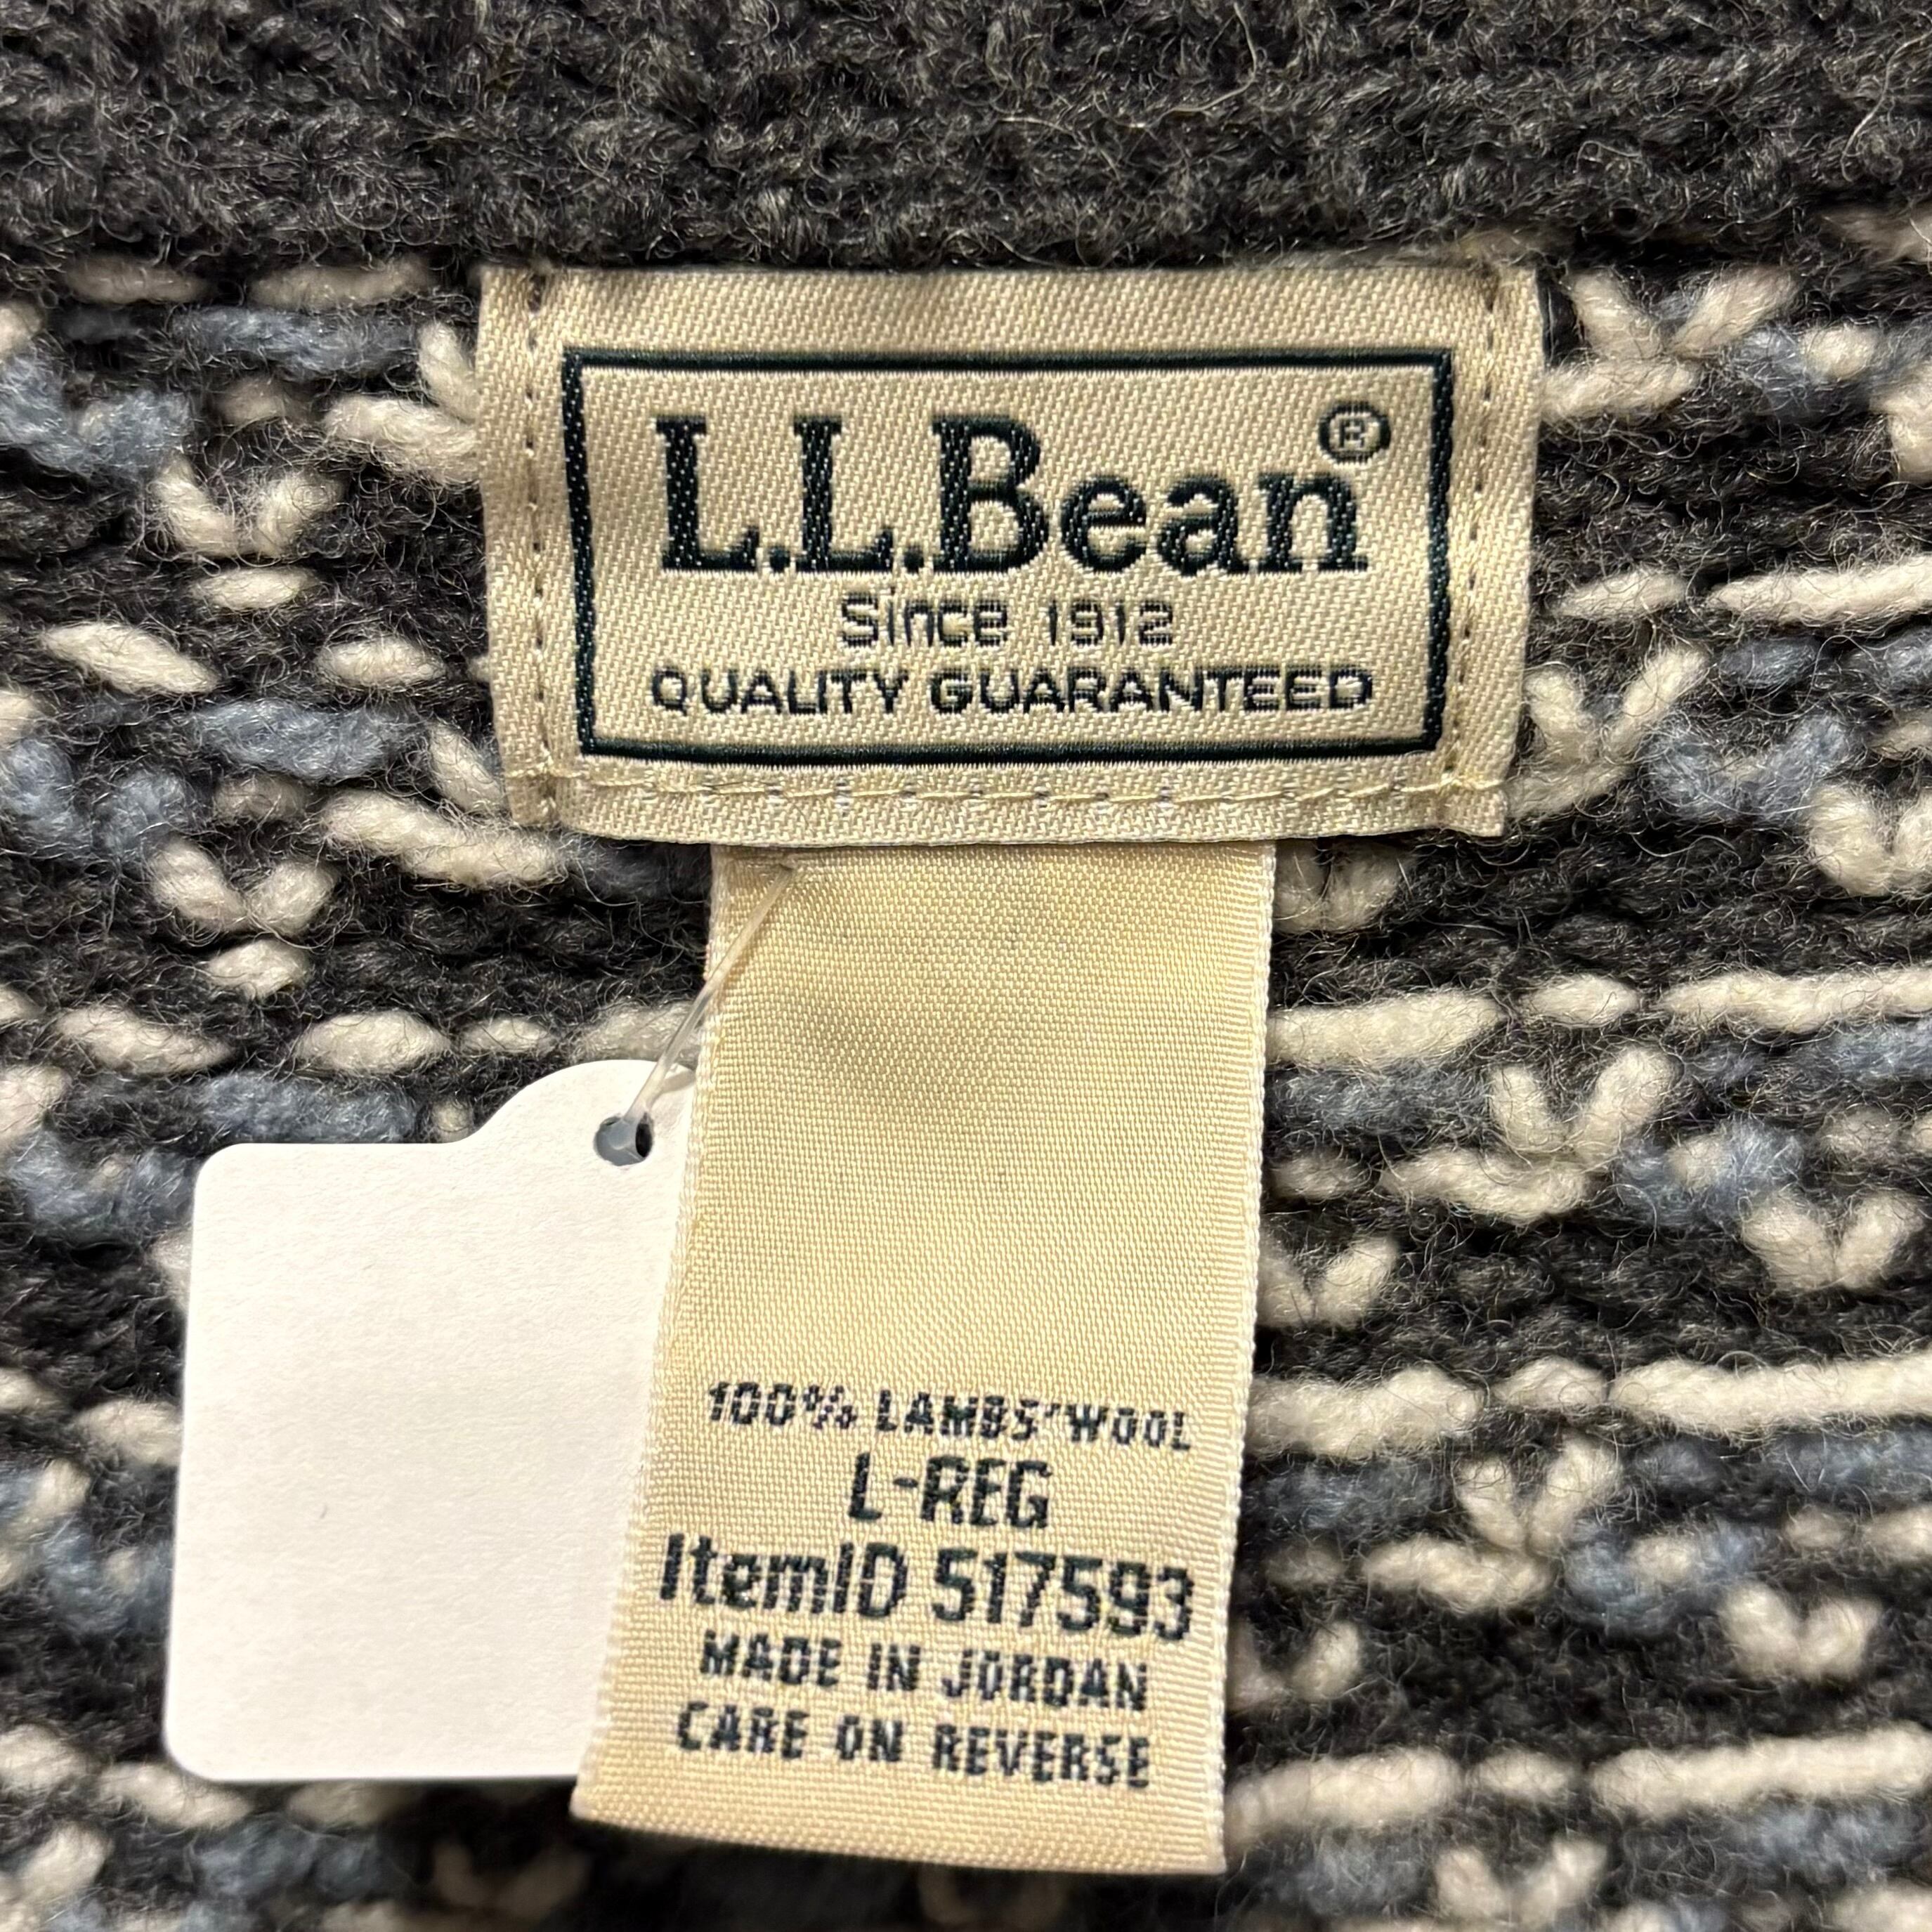 L.L.Bean®
Since 1912
QUALITY GUARANTEED
100% LAMBS'WOOL
L-REG
ItemID 517593
MADE IN JORDAN
CARE ON REVERSE